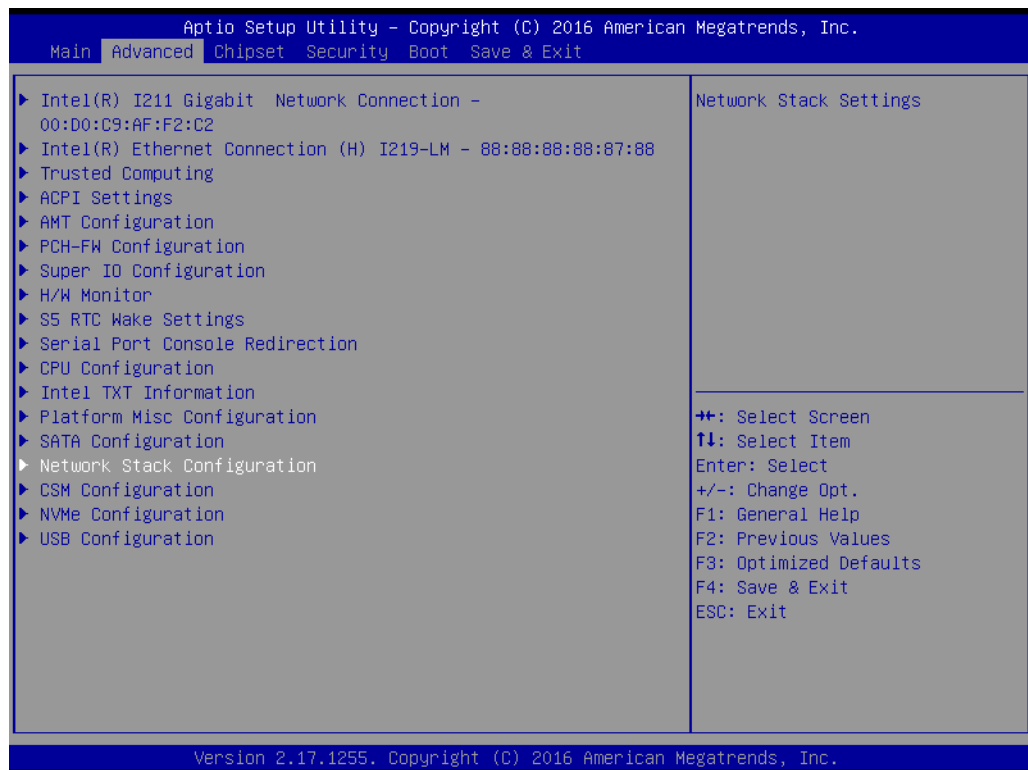 Aptio Setup Utility – Copyright (C) 2016 American Megatrends, Inc.
Main Advanced Chipset Security Boot Save & Exit
▶ Intel(R) I211 Gigabit  Network Connection –
00:D0:C9:AF:F2:C2
▶ Intel(R) Ethernet Connection (H) I219–LM – 88:88:88:88:87:88
▶ Trusted Computing
▶ ACPI Settings
▶ AMT Configuration
▶ PCH–FW Configuration
▶ Super IO Configuration
▶ H/W Monitor
▶ S5 RTC Wake Settings
▶ Serial Port Console Redirection
▶ CPU Configuration
▶ Intel TXT Information
▶ Platform Misc Configuration
▶ SATA Configuration
▶ Network Stack Configuration
▶ CSM Configuration
▶ NVMe Configuration
▶ USB Configuration
Network Stack Settings
→←: Select Screen
↑↓: Select Item
Enter: Select
+/–: Change Opt.
F1: General Help
F2: Previous Values
F3: Optimized Defaults
F4: Save & Exit
ESC: Exit
Version 2.17.1255. Copyright (C) 2016 American Megatrends, Inc.